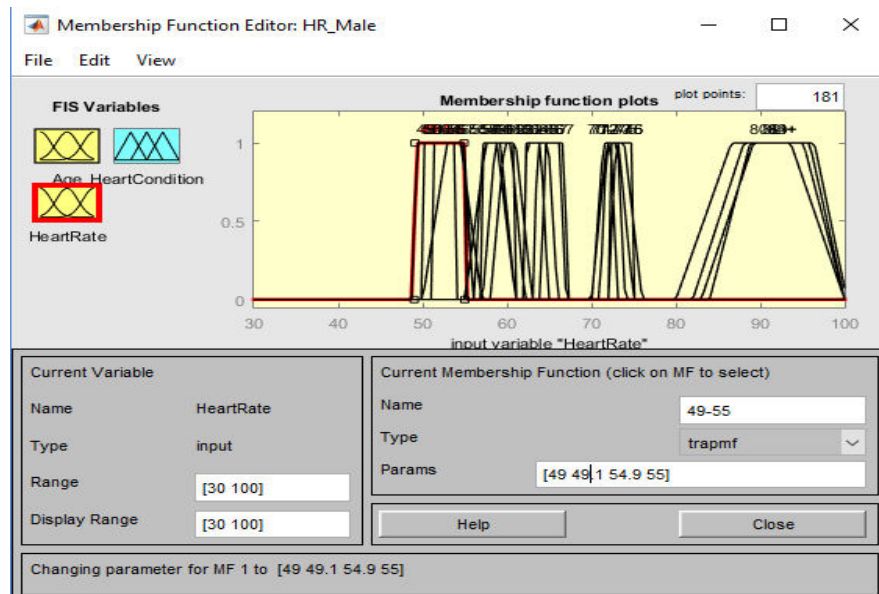 Membership Function Editor: HR_Male
File Edit View
FIS Variables
Age HeartCondition
HeartRate
Membership function plots
plot points: 181
1
0.5
0
30 40 50 60 70 80 90 100
input variable "HeartRate"
Current Variable
Name HeartRate
Type input
Range [30 100]
Display Range [30 100]
Current Membership Function (click on MF to select)
Name 49-55
Type trapmf
Params [49 49.1 54.9 55]
Help Close
Changing parameter for MF 1 to [49 49.1 54.9 55]